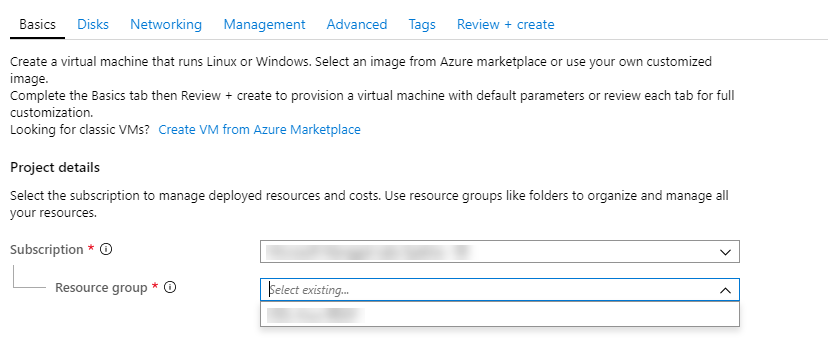 Basics Disks Networking Management Advanced Tags Review + create
Create a virtual machine that runs Linux or Windows. Select an image from Azure marketplace or use your own customized
image.
Complete the Basics tab then Review + create to provision a virtual machine with default parameters or review each tab for full
customization.
Looking for classic VMs? Create VM from Azure Marketplace
Project details
Select the subscription to manage deployed resources and costs. Use resource groups like folders to organize and manage all
your resources.
Subscription *
Resource group *
Select existing...